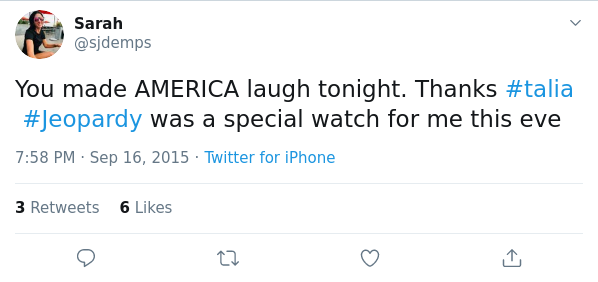 Sarah
@sjdemps
You made AMERICA laugh tonight. Thanks #talia
#Jeopardy was a special watch for me this eve
7:58 PM · Sep 16, 2015 · Twitter for iPhone
3 Retweets 6 Likes